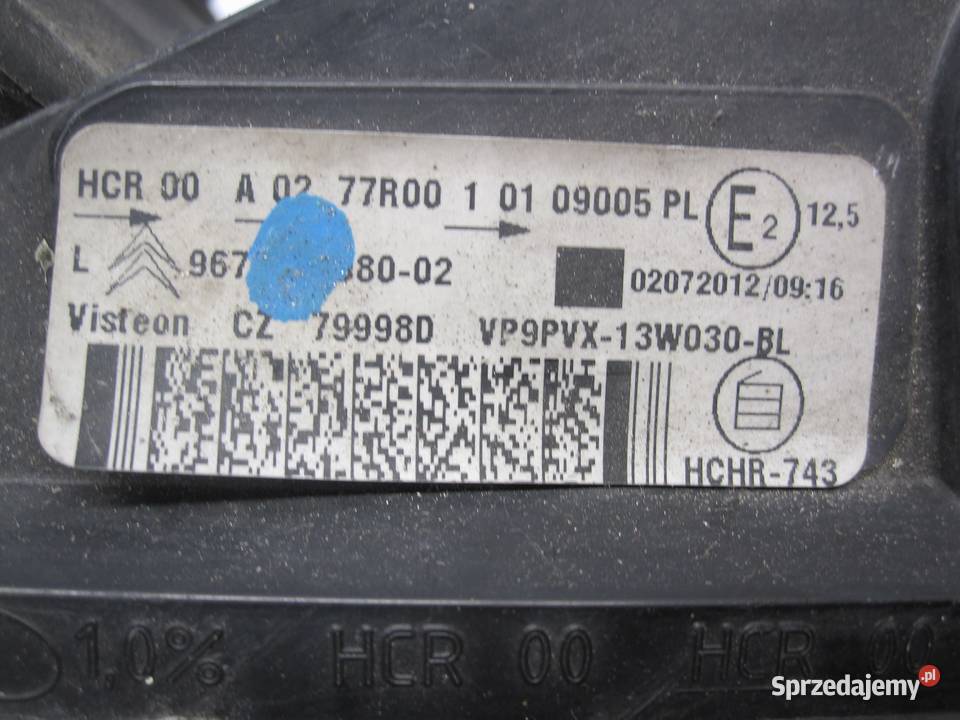 HCR 00 A 02 77R00 1 01 09005 PL E2 12,5
L 02072012/09:16
Visteon CZ 79998D VP9PVX-13W030-BL
HCHR-743
1,0% HCR 00 HCR 00
Sprzedajemy.pl